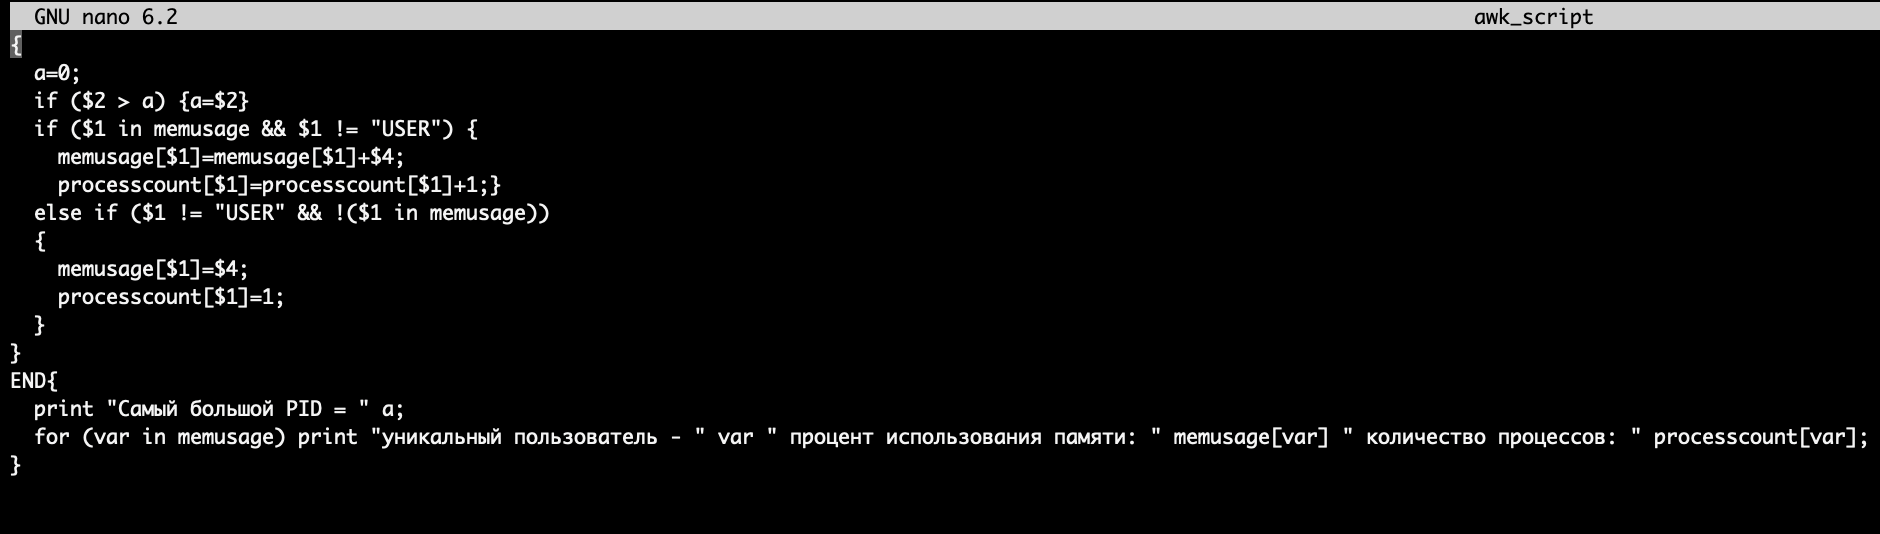 GNU nano 6.2 awk_script
{
  a=0;
  if ($2 > a) {a=$2}
  if ($1 in memusage && $1 != "USER") {
    memusage[$1]=memusage[$1]+$4;
    processcount[$1]=processcount[$1]+1;}
  else if ($1 != "USER" && !($1 in memusage))
  {
    memusage[$1]=$4;
    processcount[$1]=1;
  }
}
END{
  print "Самый большой PID = " a;
  for (var in memusage) print "уникальный пользователь - " var " процент использования памяти: " memusage[var] " количество процессов: " processcount[var];
}